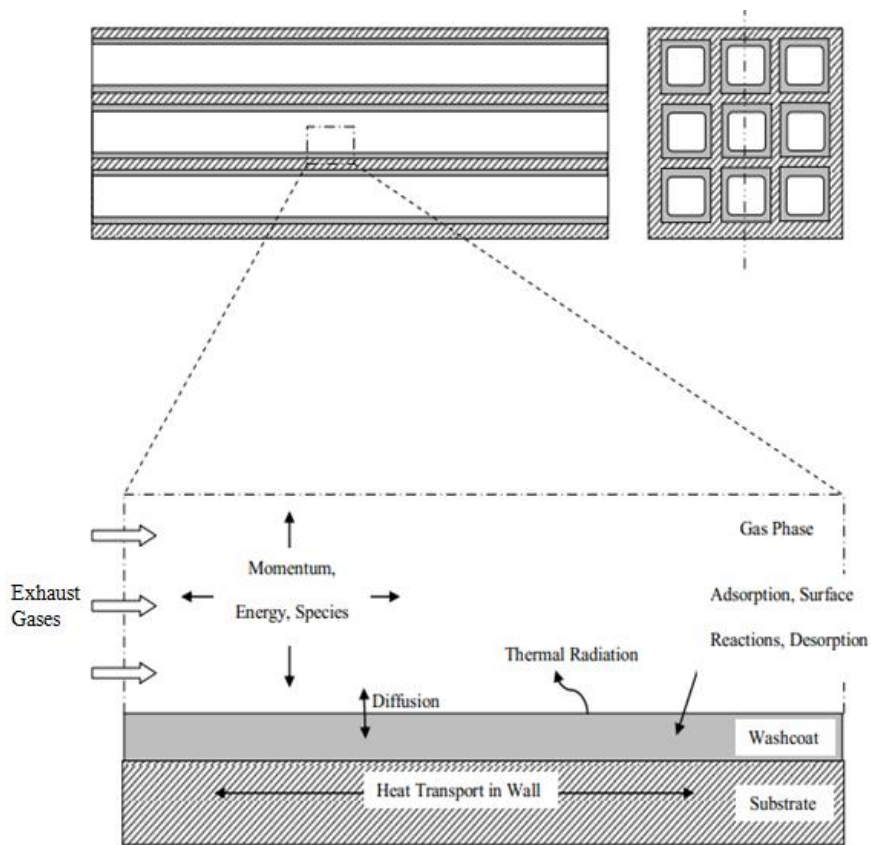 Gas Phase
Exhaust
Gases
Momentum,
Energy, Species
Adsorption, Surface
Reactions, Desorption
Thermal Radiation
Diffusion
Washcoat
Heat Transport in Wall
Substrate